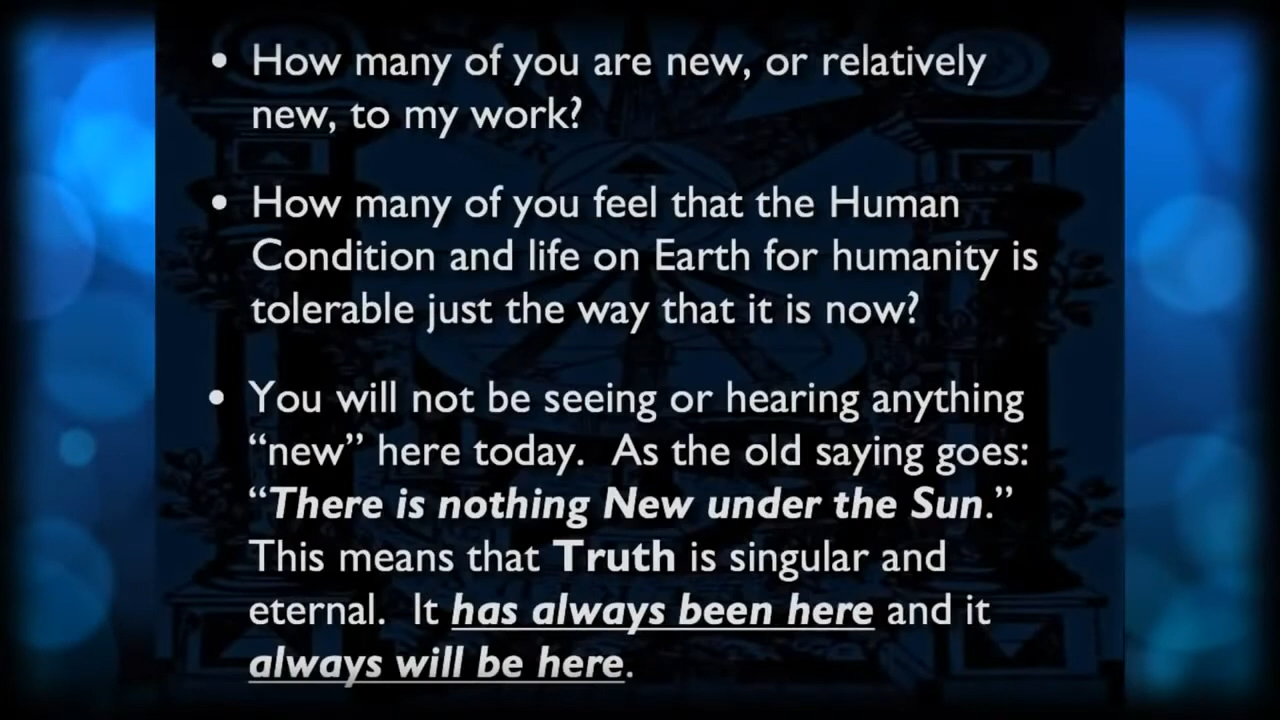 • How many of you are new, or relatively
new, to my work?
• How many of you feel that the Human
Condition and life on Earth for humanity is
tolerable just the way that it is now?
• You will not be seeing or hearing anything
“new” here today.  As the old saying goes:
“There is nothing New under the Sun.”
This means that Truth is singular and
eternal.  It has always been here and it
always will be here.